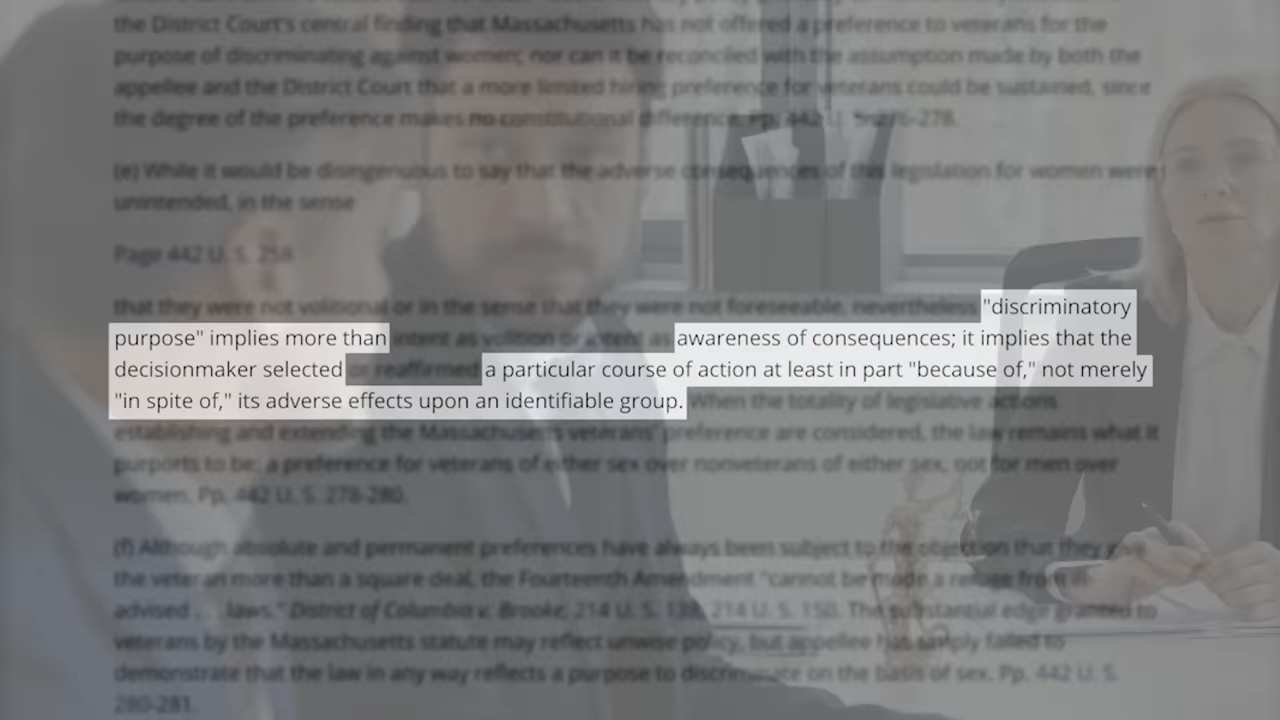 the District Court's central finding that Massachusetts has not offered a preference to veterans for the
purpose of discriminating against women; nor can it be reconciled with the assumption made by both the
appellee and the District Court that a more limited hiring preference for veterans could be sustained, since
the degree of the preference makes no constitutional difference. Pp. 442 U. S. 276-278.
(e) While it would be disingenuous to say that the adverse consequences of this legislation for women were
unintended, in the sense
Page 442 U. S. 258
that they were not volitional or in the sense that they were not foreseeable, nevertheless "discriminatory
purpose" implies more than intent as volition or intent as awareness of consequences; it implies that the
decisionmaker selected or reaffirmed a particular course of action at least in part "because of," not merely
"in spite of," its adverse effects upon an identifiable group. When the totality of legislative actions
establishing and extending the Massachusetts veterans' preference are considered, the law remains what it
purports to be: a preference for veterans of either sex over nonveterans of either sex, not for men over
women. Pp. 442 U. S. 278-280.
(f) Although absolute and permanent preferences have always been subject to the objection that they give
the veteran more than a square deal, the Fourteenth Amendment "cannot be made a refuge from ill-
advised . . . laws." District of Columbia v. Brooke, 214 U. S. 138, 214 U. S. 150. The substantial edge granted to
veterans by the Massachusetts statute may reflect unwise policy, but appellee has simply failed to
demonstrate that the law in any way reflects a purpose to discriminate on the basis of sex. Pp. 442 U. S.
280-281.